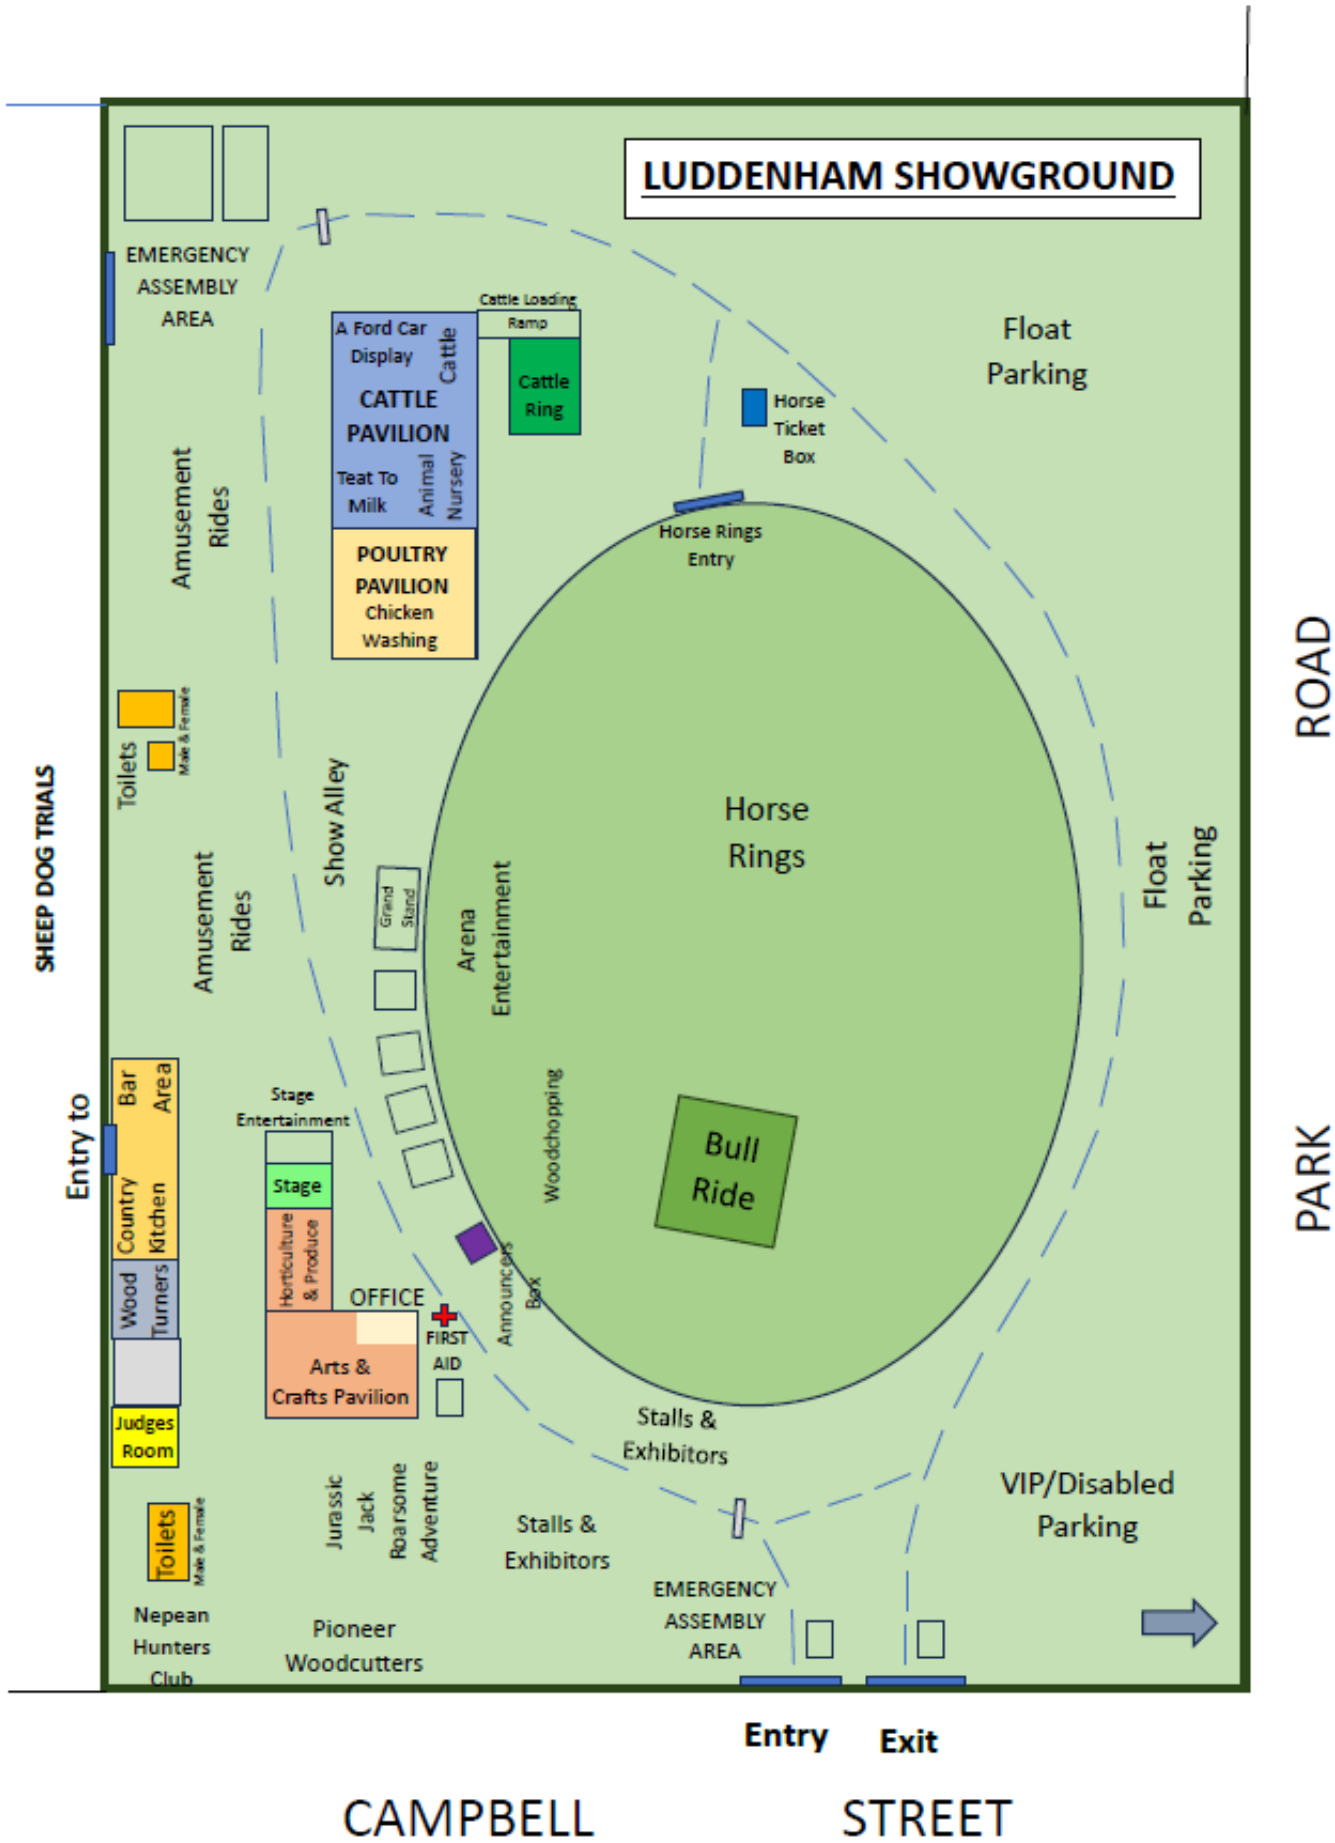 LUDDENHAM SHOWGROUND
EMERGENCY
ASSEMBLY
AREA
Cattle Loading
Ramp
A Ford Car
Display
Cattle
CATTLE
PAVILION
Teat To
Milk
Animal
Nursery
Cattle
Ring
Float
Parking
Horse
Ticket
Box
Horse Rings
Entry
POULTRY
PAVILION
Chicken
Washing
Amusement
Rides
Toilets
Male & Female
Show Alley
SHEEP DOG TRIALS
Amusement
Rides
Grand
Stand
Arena
Entertainment
Horse
Rings
Float
Parking
ROAD
PARK
Entry to
Bar
Area
Country
Kitchen
Wood
Turners
Judges
Room
Stage
Entertainment
Stage
Horticulture
& Produce
OFFICE
FIRST
AID
Arts &
Crafts Pavilion
Announcers
Box
Woodchopping
Bull
Ride
Stalls &
Exhibitors
VIP/Disabled
Parking
Jurassic
Jack
Roarsome
Adventure
Stalls &
Exhibitors
Toilets
Male & Female
Nepean
Hunters
Club
Pioneer
Woodcutters
EMERGENCY
ASSEMBLY
AREA
Entry
Exit
CAMPBELL STREET